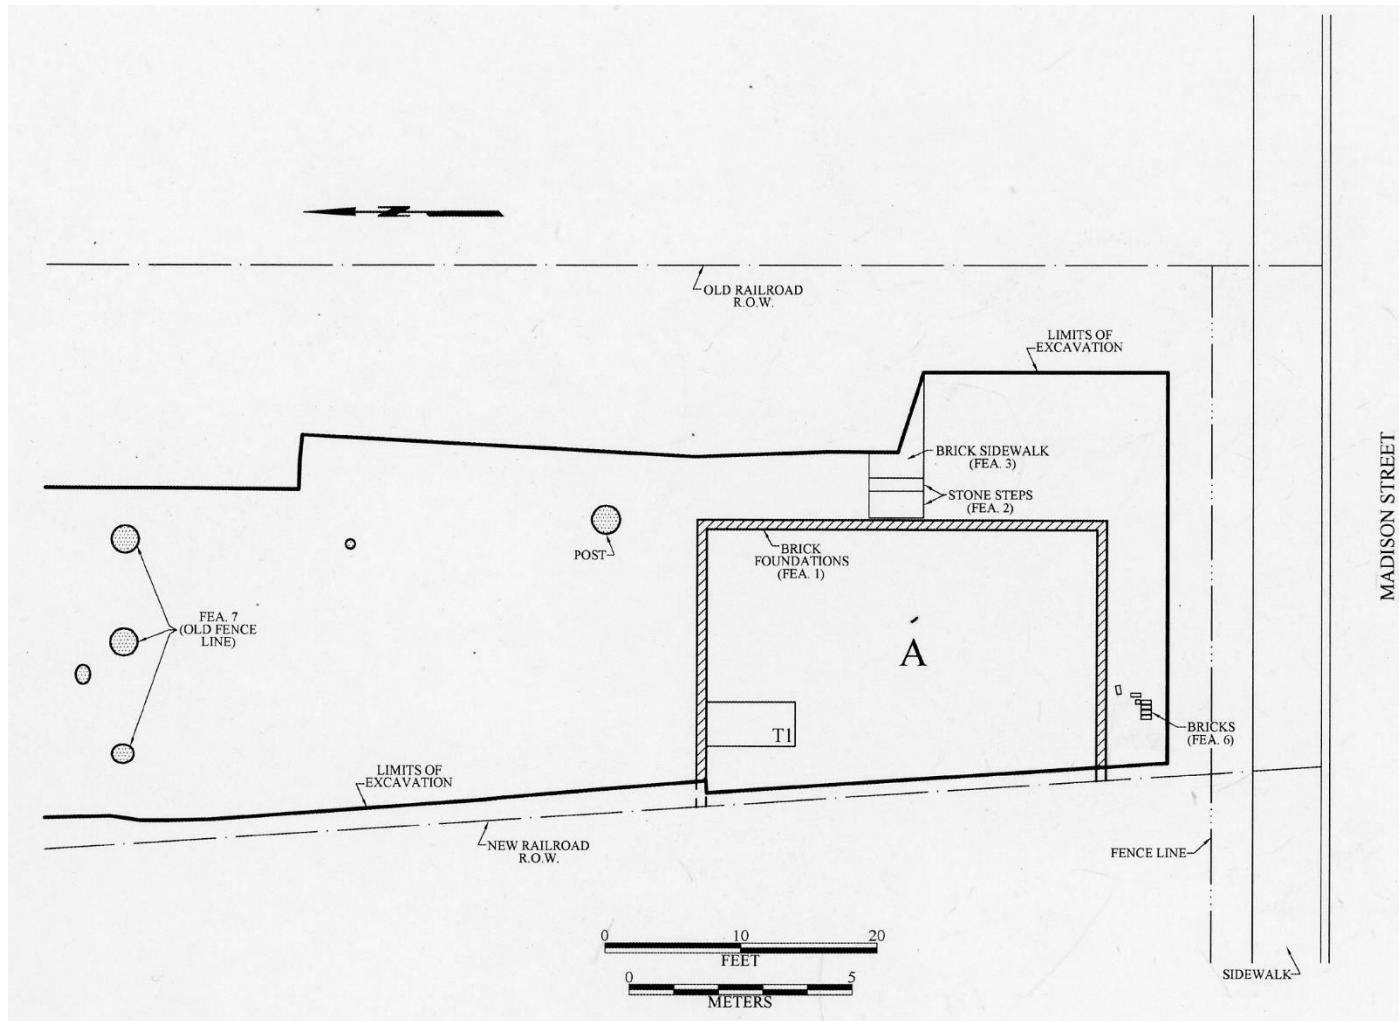 N
OLD RAILROAD
R.O.W.
LIMITS OF
EXCAVATION
BRICK SIDEWALK
(FEA. 3)
STONE STEPS
(FEA. 2)
MADISON STREET
POST
BRICK
FOUNDATIONS
(FEA. 1)
FEA. 7
(OLD FENCE
LINE)
A
T1
BRICKS
(FEA. 6)
LIMITS OF
EXCAVATION
NEW RAILROAD
R.O.W.
FENCE LINE
0 10 20
FEET
0 5
METERS
SIDEWALK